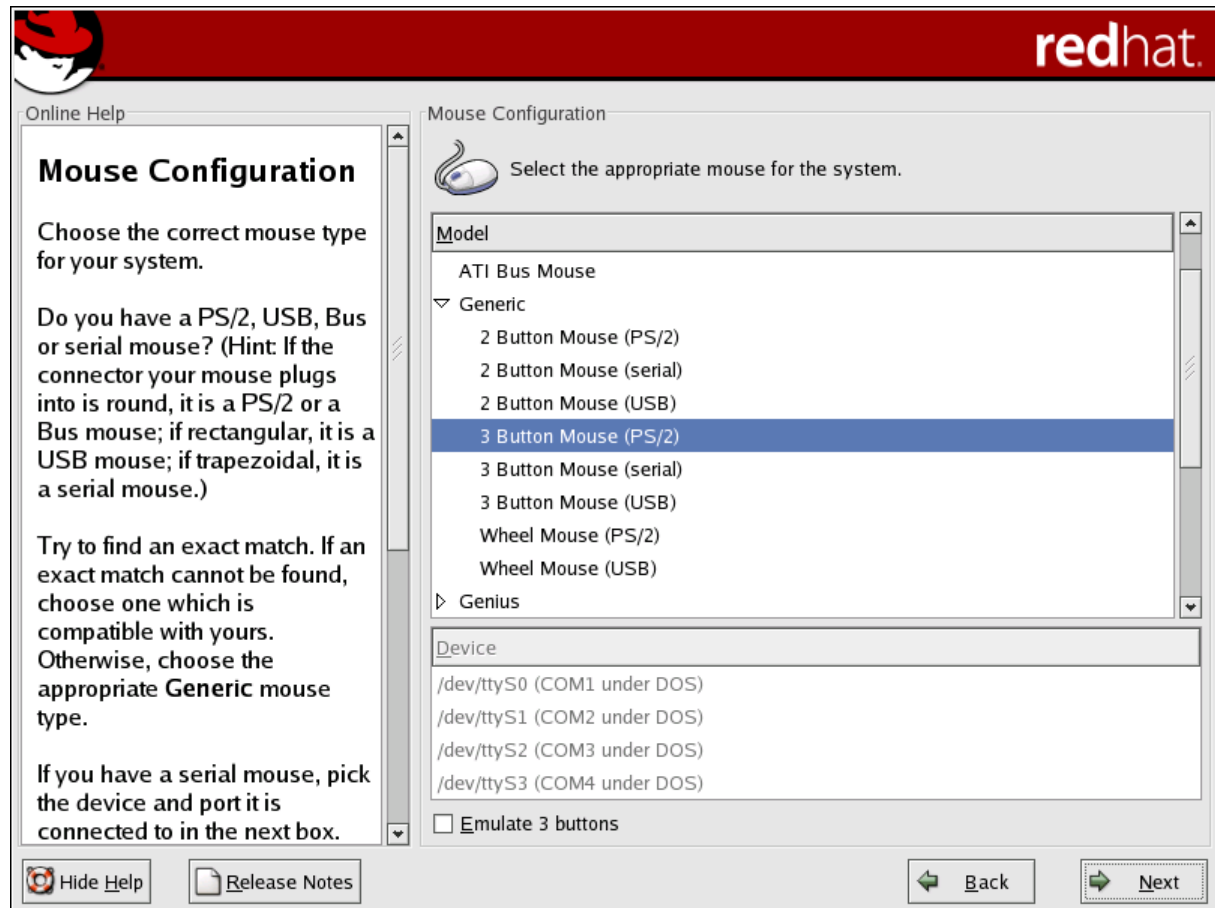 redhat.
Online Help
Mouse Configuration
Choose the correct mouse type
for your system.
Do you have a PS/2, USB, Bus
or serial mouse? (Hint: If the
connector your mouse plugs
into is round, it is a PS/2 or a
Bus mouse; if rectangular, it is a
USB mouse; if trapezoidal, it is
a serial mouse.)
Try to find an exact match. If an
exact match cannot be found,
choose one which is
compatible with yours.
Otherwise, choose the
appropriate Generic mouse
type.
If you have a serial mouse, pick
the device and port it is
connected to in the next box.
Mouse Configuration
Select the appropriate mouse for the system.
Model
ATI Bus Mouse
Generic
2 Button Mouse (PS/2)
2 Button Mouse (serial)
2 Button Mouse (USB)
3 Button Mouse (PS/2)
3 Button Mouse (serial)
3 Button Mouse (USB)
Wheel Mouse (PS/2)
Wheel Mouse (USB)
Genius
Device
/dev/ttyS0 (COM1 under DOS)
/dev/ttyS1 (COM2 under DOS)
/dev/ttyS2 (COM3 under DOS)
/dev/ttyS3 (COM4 under DOS)
Emulate 3 buttons
Hide Help
Release Notes
Back
Next